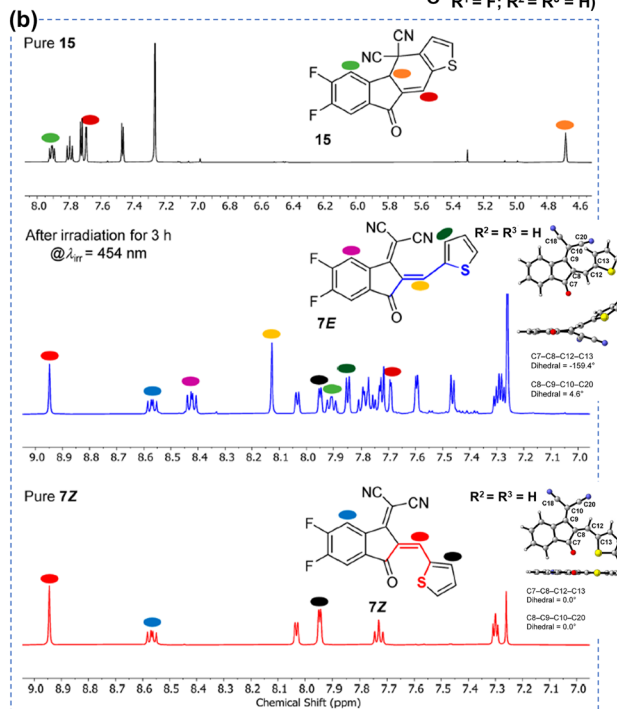 R¹ = F; R² = R³ = H)
(b)
Pure 15
CN
CN
F
F
S
O
15
8.0 7.8 7.6 7.4 7.2 7.0 6.8 6.6 6.4 6.2 6.0 5.8 5.6 5.4 5.2 5.0 4.8 4.6
After irradiation for 3 h
@λirr = 454 nm
NC
CN
R² = R³ = H
F
F
S
O
7E
C18
C20
C10
C9
C13
C8
C12
C7
C7–C8–C12–C13
Dihedral = -159.4°
C8–C9–C10–C20
Dihedral = 4.6°
9.0 8.9 8.8 8.7 8.6 8.5 8.4 8.3 8.2 8.1 8.0 7.9 7.8 7.7 7.6 7.5 7.4 7.3 7.2 7.1 7.0
Pure 7Z
NC
CN
R² = R³ = H
F
F
O
S
7Z
C18
C20
C10
C9
C12
C8
C13
C7
C7–C8–C12–C13
Dihedral = 0.0°
C8–C9–C10–C20
Dihedral = 0.0°
9.0 8.9 8.8 8.7 8.6 8.5 8.4 8.3 8.2 8.1 8.0 7.9 7.8 7.7 7.6 7.5 7.4 7.3 7.2 7.1 7.0
Chemical Shift (ppm)